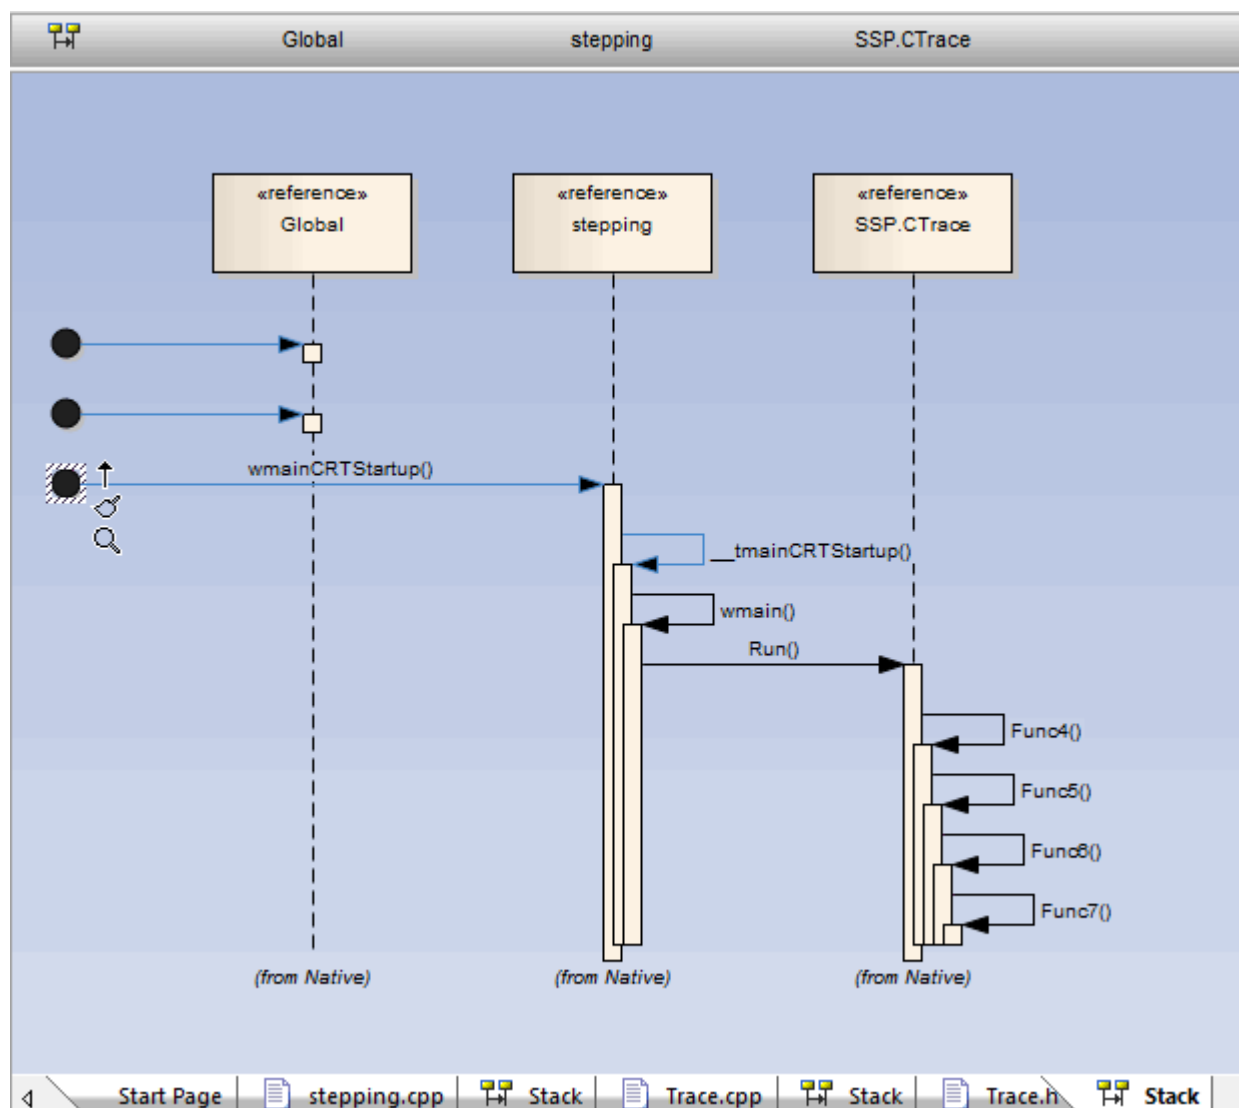 Global stepping SSP.CTrace
«reference» «reference» «reference»
Global stepping SSP.CTrace
wmainCRTStartup()
__tmainCRTStartup()
wmain()
Run()
Func4()
Func5()
Func6()
Func7()
(from Native) (from Native) (from Native)
Start Page stepping.cpp Stack Trace.cpp Stack Trace.h Stack